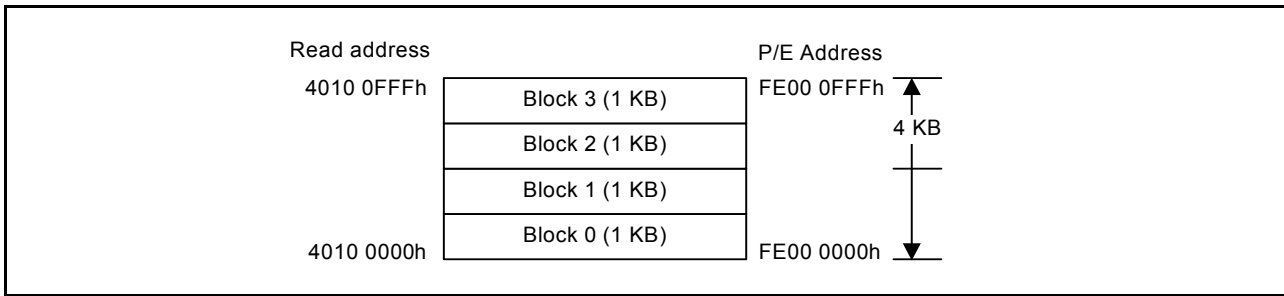 Read address
P/E Address
4010 0FFFh
Block 3 (1 KB)
FE00 0FFFh
4 KB
Block 2 (1 KB)
Block 1 (1 KB)
Block 0 (1 KB)
4010 0000h
FE00 0000h